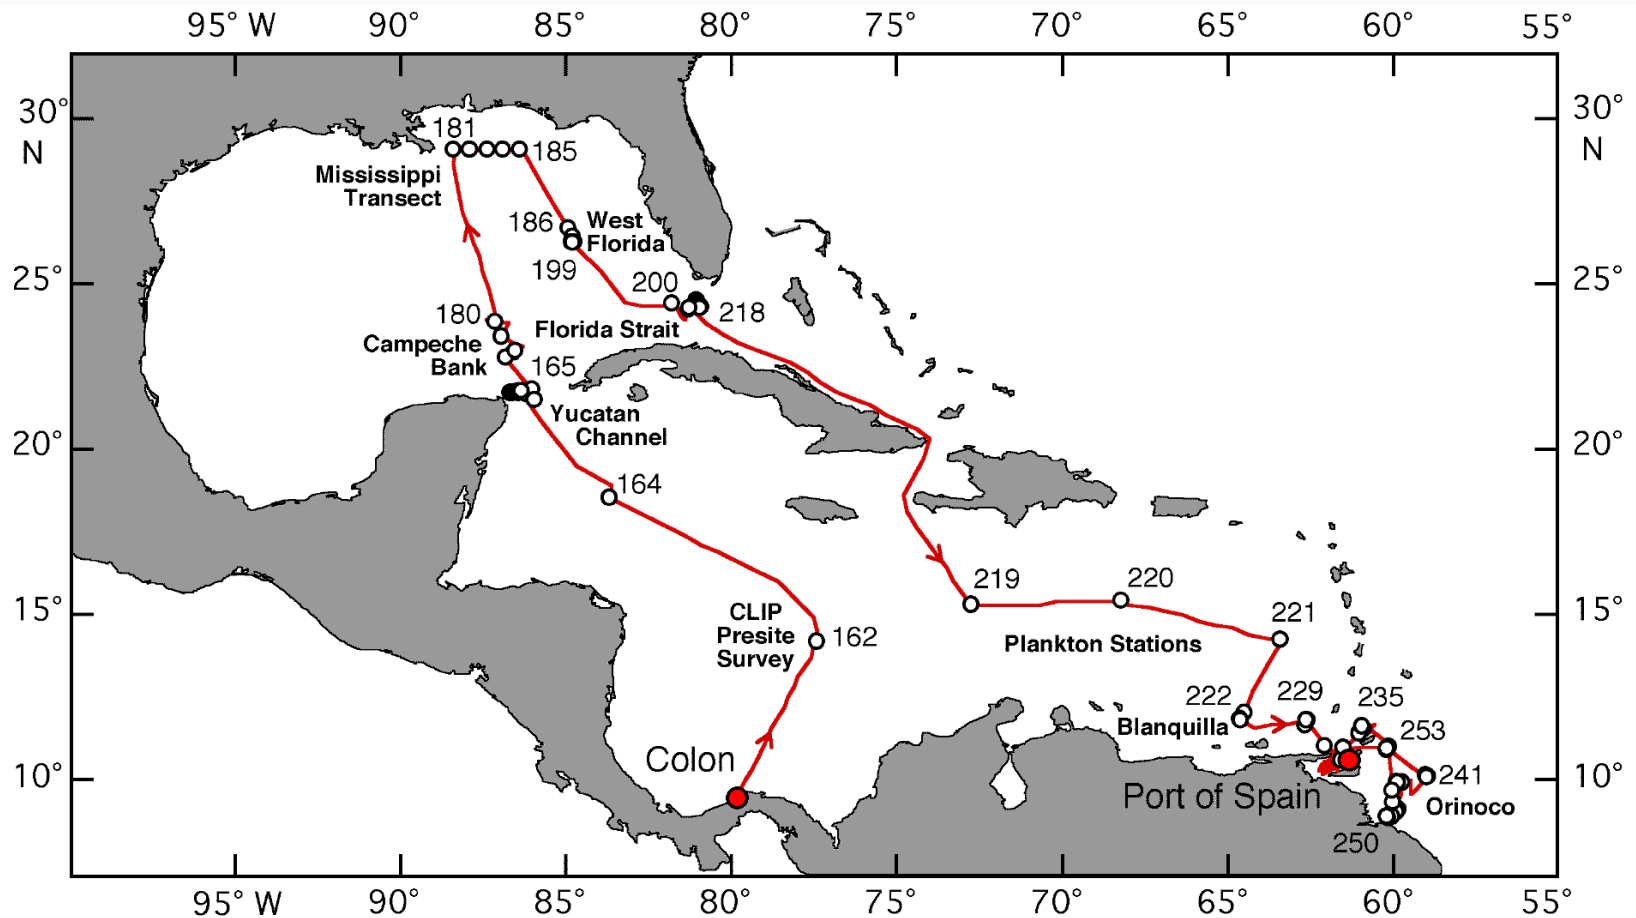 95° W 90° 85° 80° 75° 70° 65° 60° 55°
30° 30°
N N
181
185
Mississippi
Transect
186
West
Florida
199
25° 25°
200
218
180
Florida Strait
Campeche
Bank
165
Yucatan
Channel
20° 20°
164
219
220
15° 15°
221
CLIP
Presite
Survey
162
Plankton Stations
222
229
235
Blanquilla
253
Colon
10° 10°
241
Port of Spain
Orinoco
250
95° W 90° 85° 80° 75° 70° 65° 60° 55°